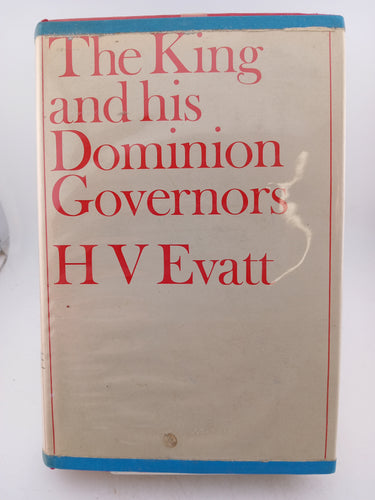 The King
and his
Dominion
Governors
H V Evatt